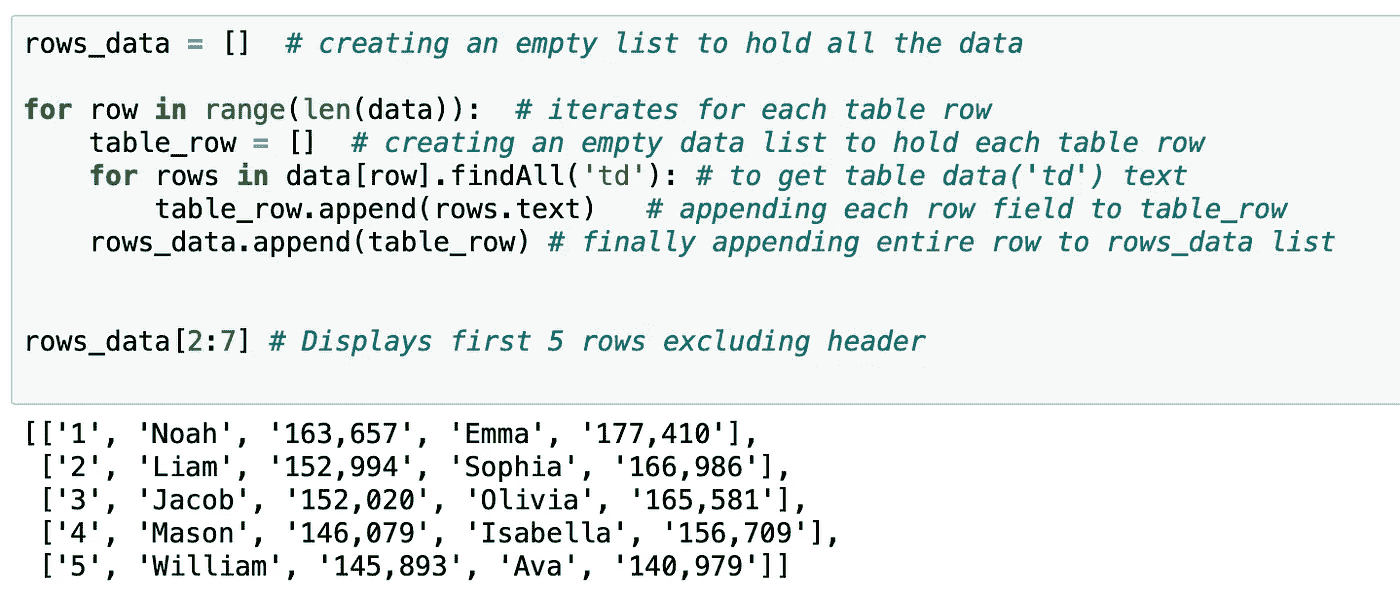 rows_data = []  # creating an empty list to hold all the data
for row in range(len(data)):  # iterates for each table row
    table_row = []  # creating an empty data list to hold each table row
    for rows in data[row].findAll('td'): # to get table data('td') text
        table_row.append(rows.text)   # appending each row field to table_row
    rows_data.append(table_row) # finally appending entire row to rows_data list
rows_data[2:7] # Displays first 5 rows excluding header
[['1', 'Noah', '163,657', 'Emma', '177,410'],
 ['2', 'Liam', '152,994', 'Sophia', '166,986'],
 ['3', 'Jacob', '152,020', 'Olivia', '165,581'],
 ['4', 'Mason', '146,079', 'Isabella', '156,709'],
 ['5', 'William', '145,893', 'Ava', '140,979']]